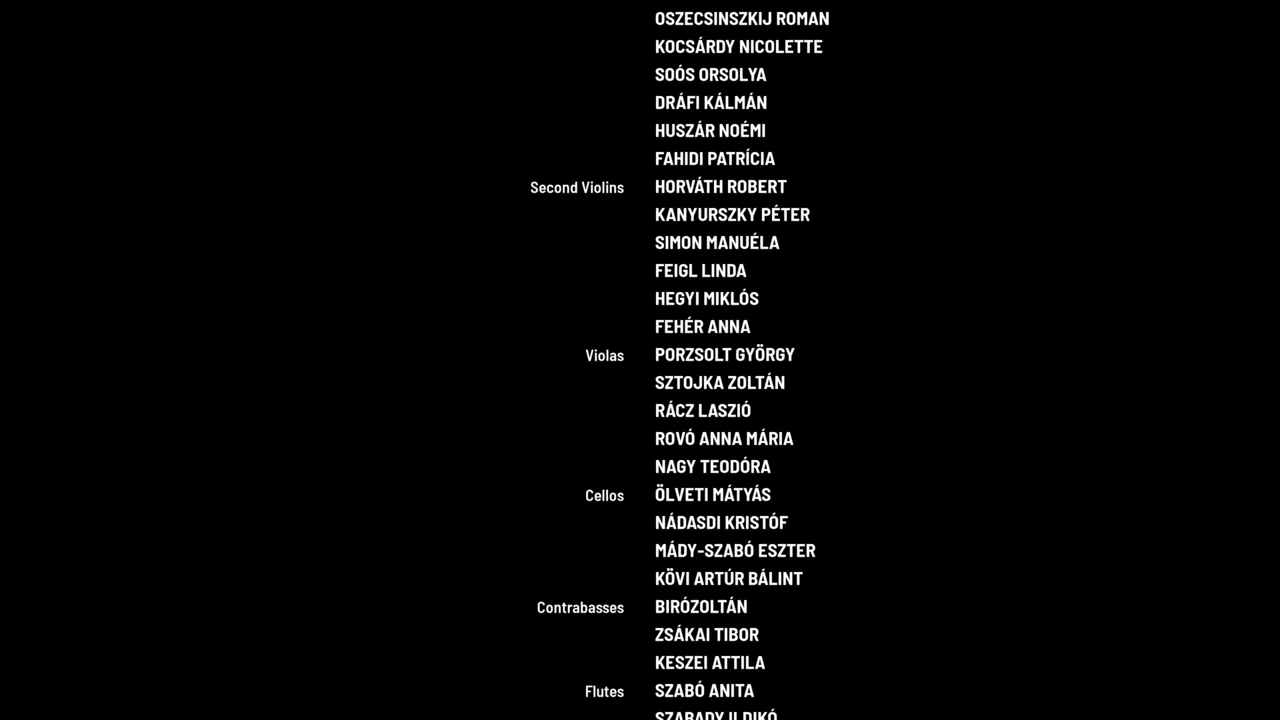 OSZECSINSZKIJ ROMAN
KOCSÁRDY NICOLETTE
SOÓS ORSOLYA
DRÁFI KÁLMÁN
HUSZÁR NOÉMI
FAHIDI PATRÍCIA
Second Violins HORVÁTH ROBERT
KANYURSZKY PÉTER
SIMON MANUÉLA
FEIGL LINDA
HEGYI MIKLÓS
FEHÉR ANNA
Violas PORZSOLT GYÖRGY
SZTOJKA ZOLTÁN
RÁCZ LASZIÓ
ROVÓ ANNA MÁRIA
NAGY TEODÓRA
Cellos ÖLVETI MÁTYÁS
NÁDASDI KRISTÓF
MÁDY-SZABÓ ESZTER
KÖVI ARTÚR BÁLINT
Contrabasses BIRÓZOLTÁN
ZSÁKAI TIBOR
KESZEI ATTILA
Flutes SZABÓ ANITA
SZABADY ILDIKÓ